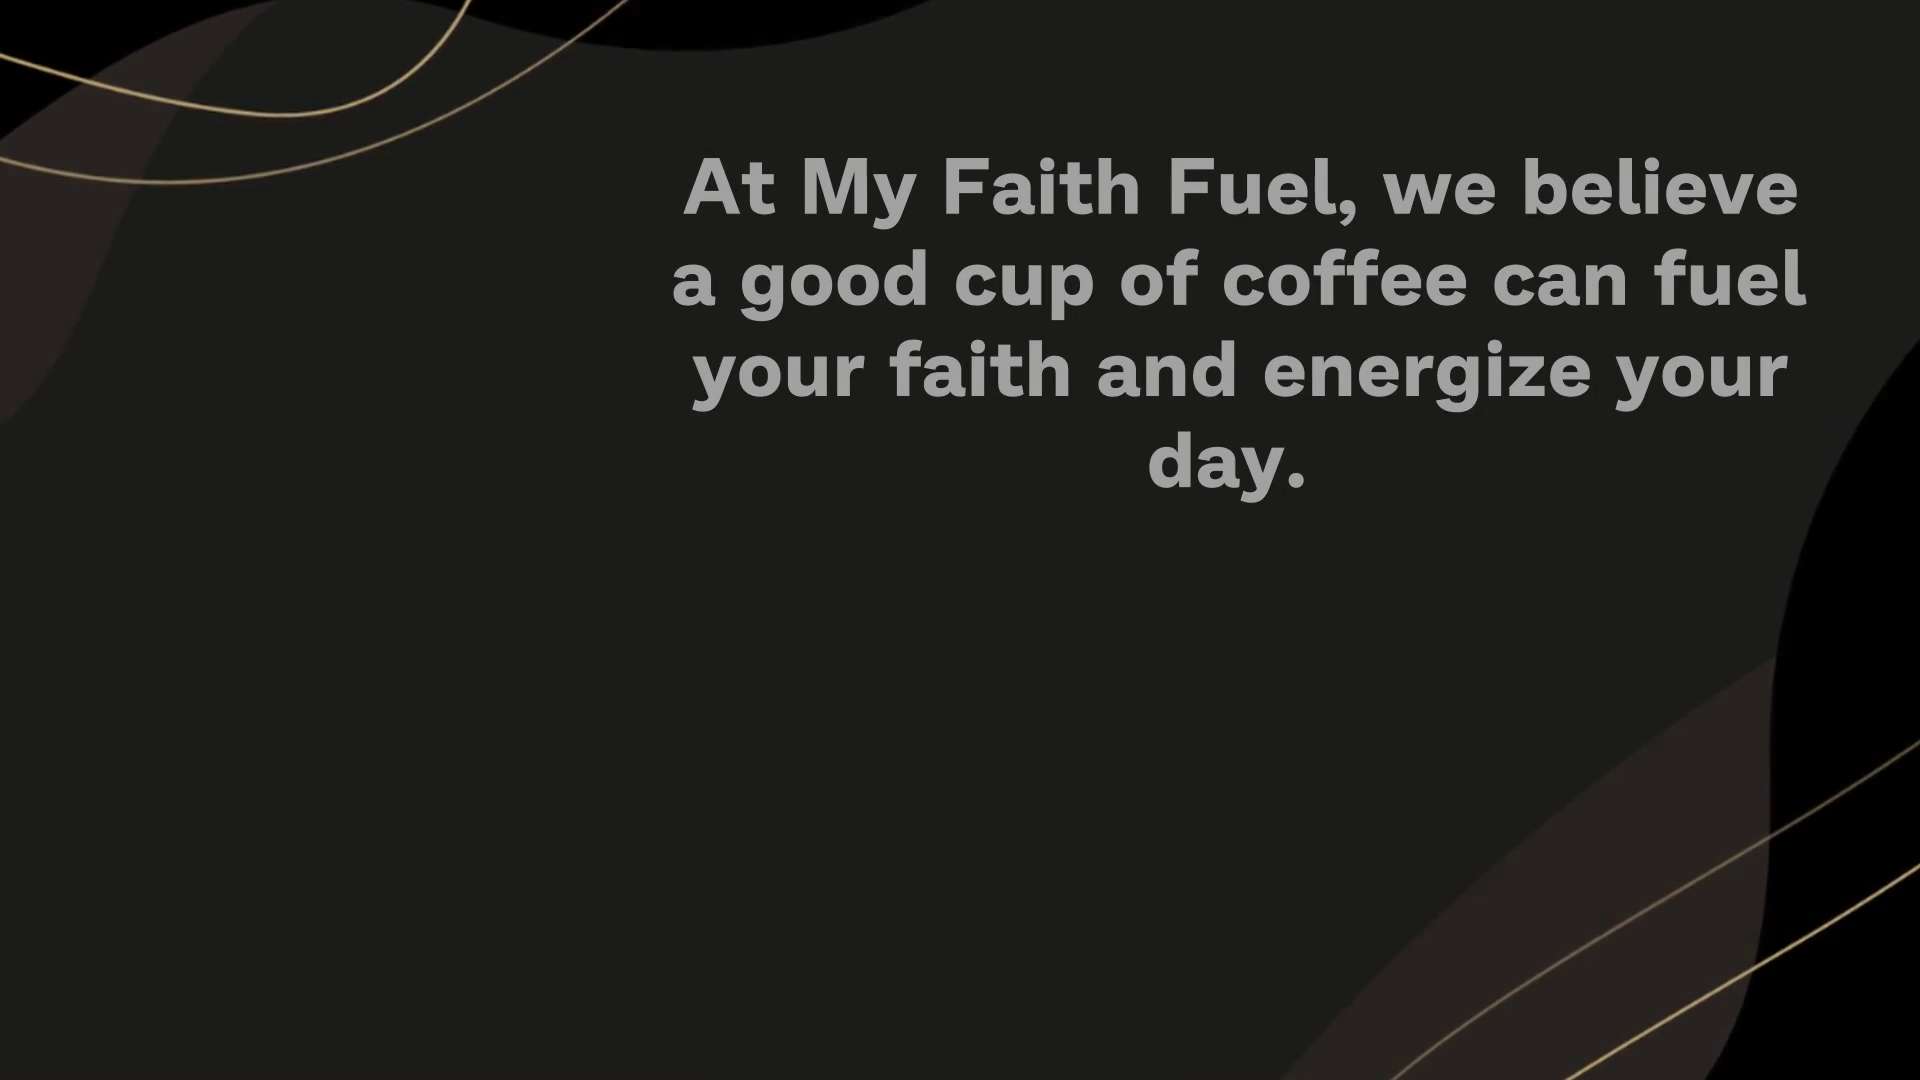 At My Faith Fuel, we believe
a good cup of coffee can fuel
your faith and energize your
day.